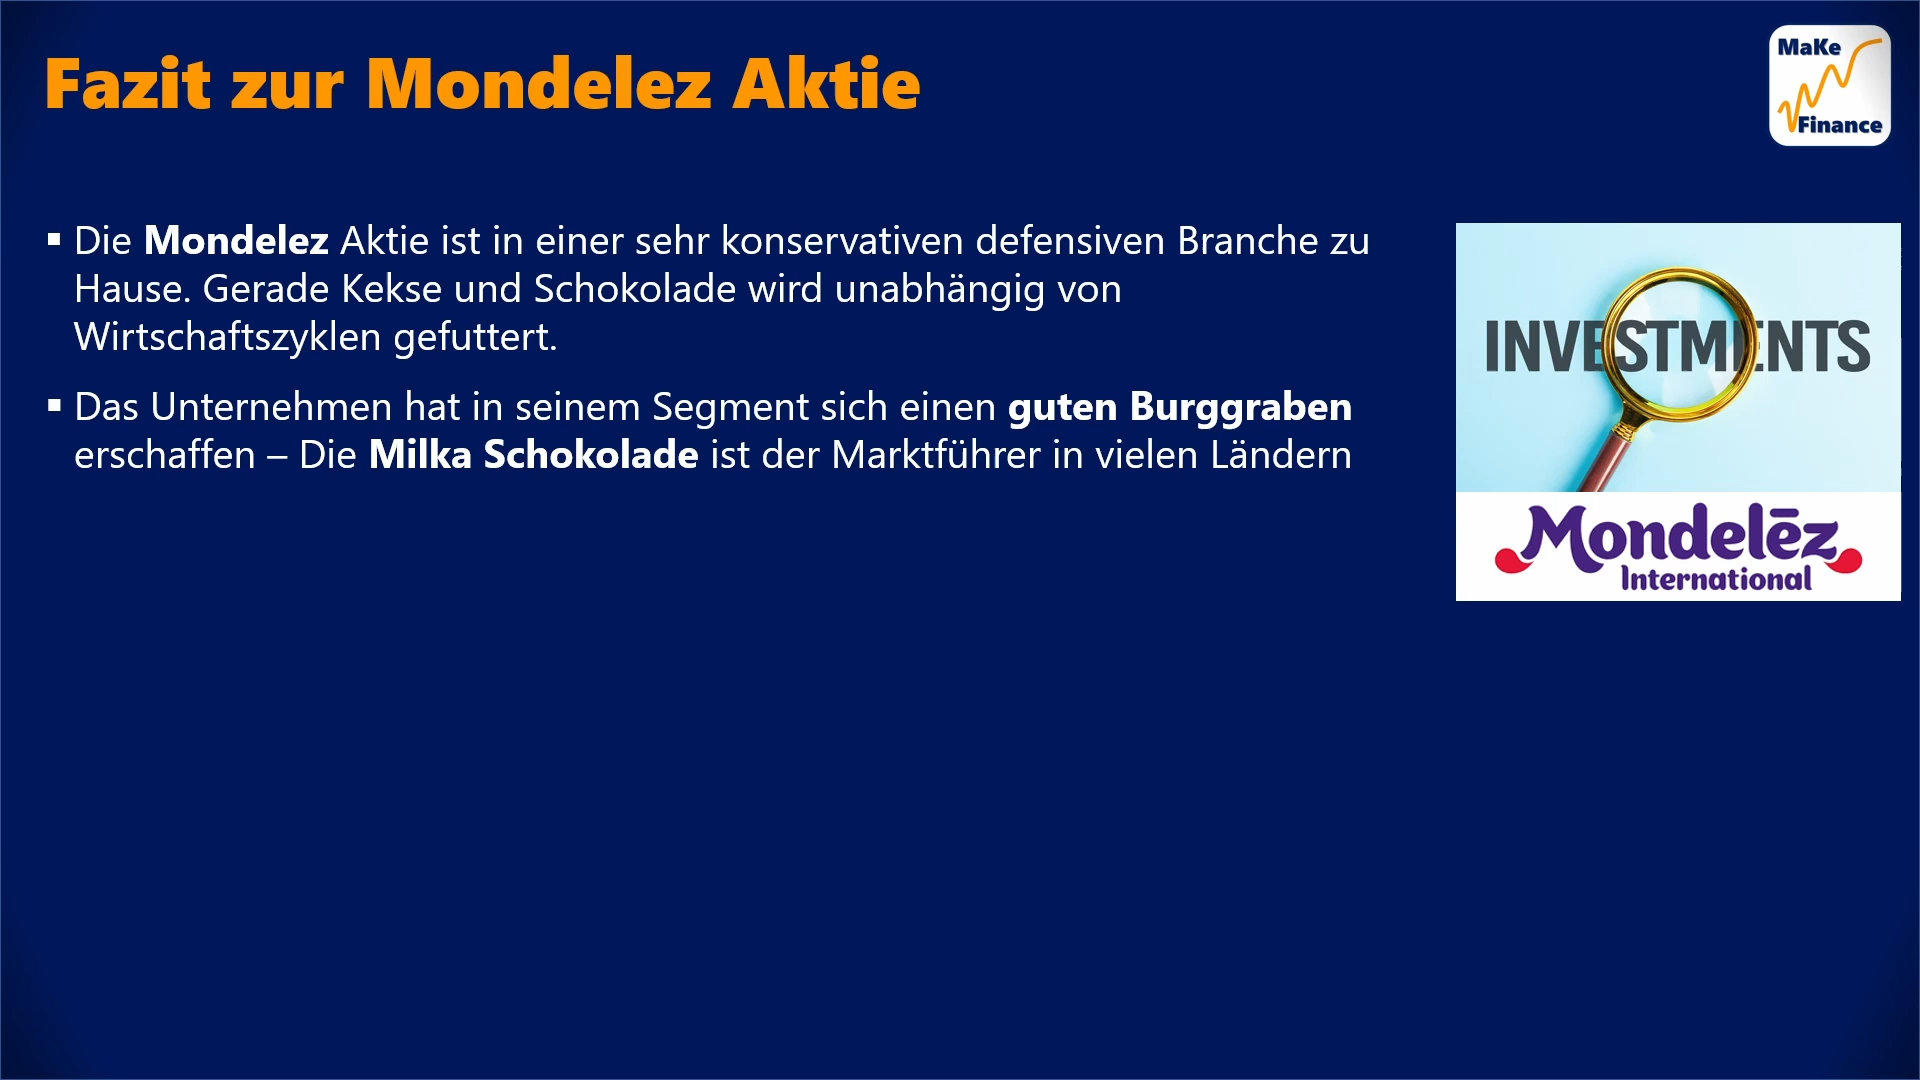 Fazit zur Mondelez Aktie
MaKe
Finance
▪ Die Mondelez Aktie ist in einer sehr konservativen defensiven Branche zu
Hause. Gerade Kekse und Schokolade wird unabhängig von
Wirtschaftszyklen gefuttert.
▪ Das Unternehmen hat in seinem Segment sich einen guten Burggraben
erschaffen – Die Milka Schokolade ist der Marktführer in vielen Ländern
INVESTMENTS
Mondelēz
International